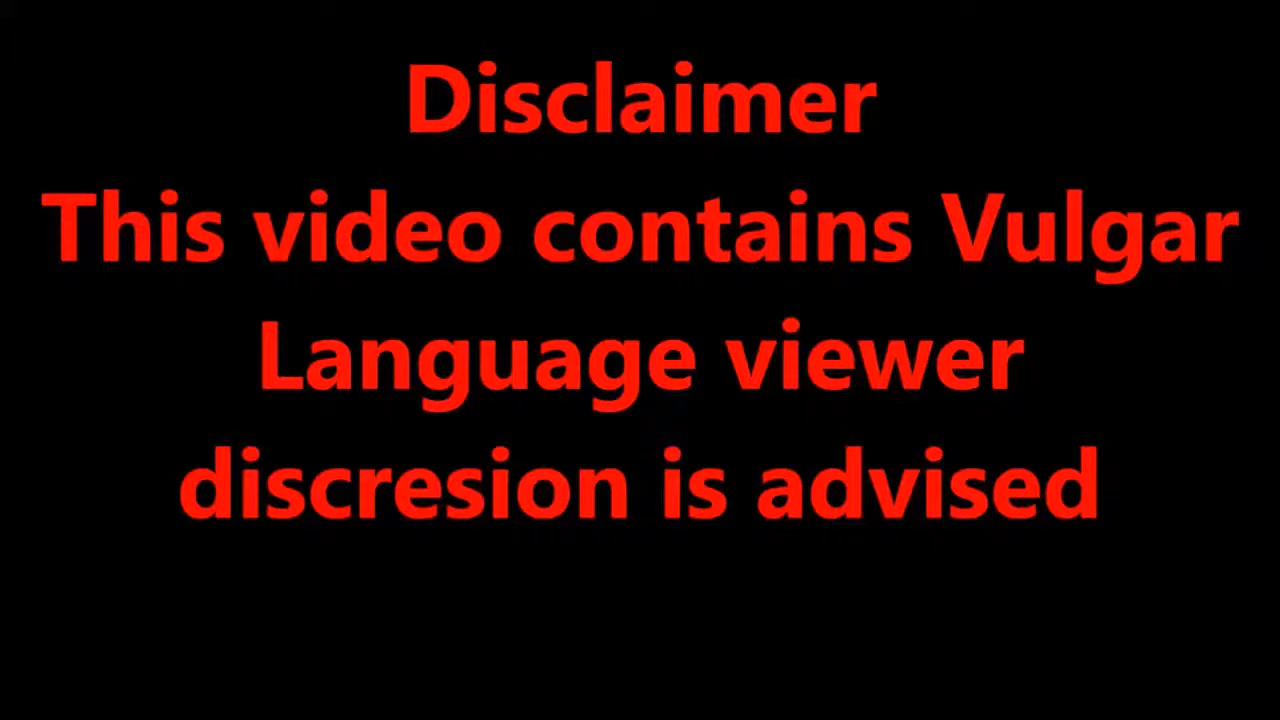 Disclaimer
This video contains Vulgar
Language viewer
discresion is advised